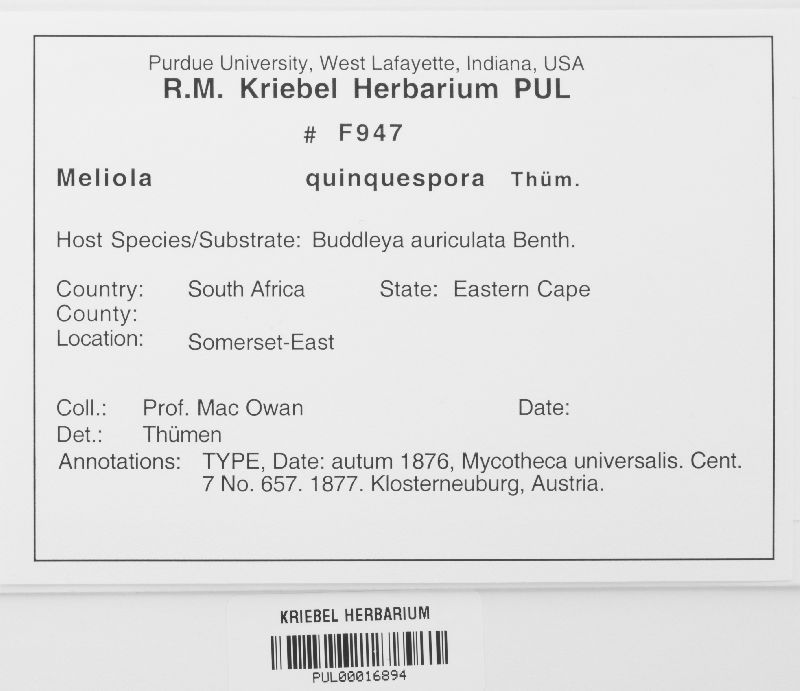 Purdue University, West Lafayette, Indiana, USA
R.M. Kriebel Herbarium PUL
# F947
Meliola quinquespora Thüm.
Host Species/Substrate: Buddleya auriculata Benth.
Country: South Africa State: Eastern Cape
County:
Location: Somerset-East
Coll.: Prof. Mac Owan Date:
Det.: Thümen
Annotations: TYPE, Date: autum 1876, Mycotheca universalis. Cent.
7 No. 657. 1877. Klosterneuburg, Austria.
KRIEBEL HERBARIUM
PUL00016894